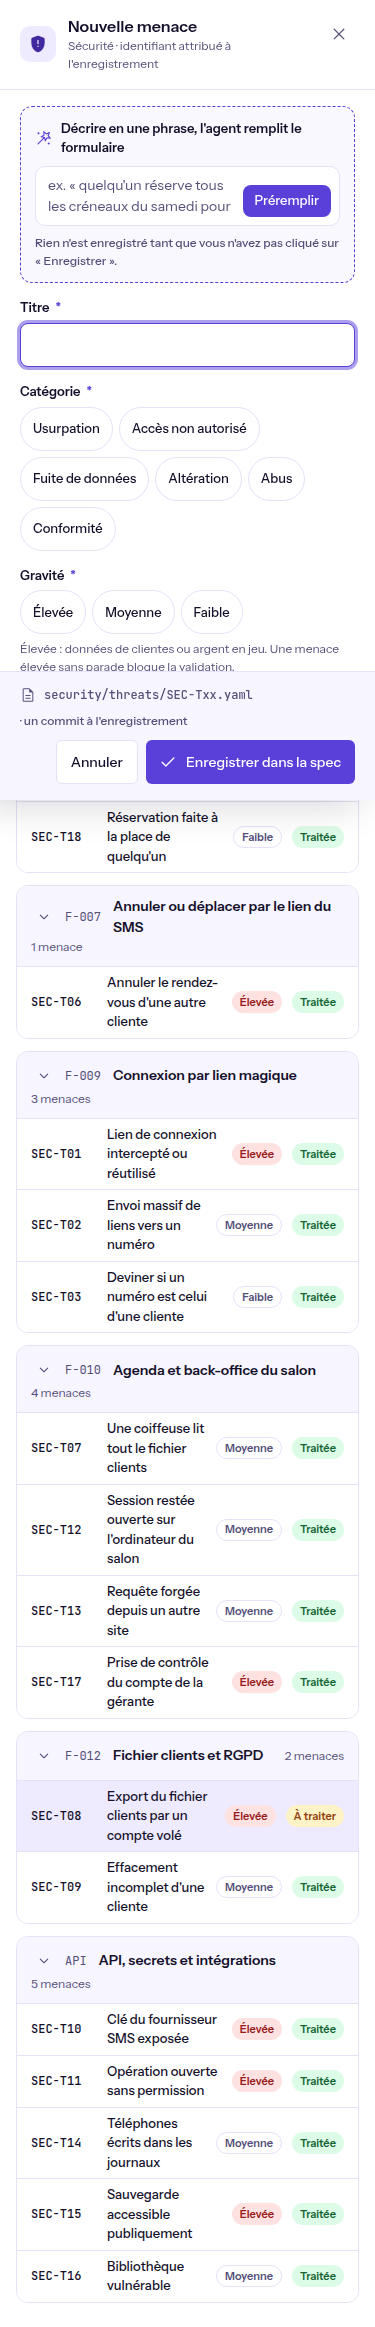 Nouvelle menace
Sécurité · identifiant attribué à
l'enregistrement
Décrire en une phrase, l'agent remplit le
formulaire
ex. « quelqu'un réserve tous
les créneaux du samedi pour
Préremplir
Rien n'est enregistré tant que vous n'avez pas cliqué sur
« Enregistrer ».
Titre *
Catégorie *
Usurpation
Accès non autorisé
Fuite de données
Altération
Abus
Conformité
Gravité *
Élevée
Moyenne
Faible
Élevée : données de clientes ou argent en jeu. Une menace
élevée sans parade bloque la validation.
security/threats/SEC-Txx.yaml
· un commit à l'enregistrement
Annuler
Enregistrer dans la spec
SEC-T18
Réservation faite à
la place de
quelqu'un
Faible
Traitée
F-007
Annuler ou déplacer par le lien du
SMS
1 menace
SEC-T06
Annuler le rendez-
vous d'une autre
cliente
Élevée
Traitée
F-009
Connexion par lien magique
3 menaces
SEC-T01
Lien de connexion
intercepté ou
réutilisé
Élevée
Traitée
SEC-T02
Envoi massif de
liens vers un
numéro
Moyenne
Traitée
SEC-T03
Deviner si un
numéro est celui
d'une cliente
Faible
Traitée
F-010
Agenda et back-office du salon
4 menaces
SEC-T07
Une coiffeuse lit
tout le fichier
clients
Moyenne
Traitée
SEC-T12
Session restée
ouverte sur
l'ordinateur du
salon
Moyenne
Traitée
SEC-T13
Requête forgée
depuis un autre
site
Moyenne
Traitée
SEC-T17
Prise de contrôle
du compte de la
gérante
Élevée
Traitée
F-012
Fichier clients et RGPD
2 menaces
SEC-T08
Export du fichier
clients par un
compte volé
Élevée
À traiter
SEC-T09
Effacement
incomplet d'une
cliente
Moyenne
Traitée
API
API, secrets et intégrations
5 menaces
SEC-T10
Clé du fournisseur
SMS exposée
Élevée
Traitée
SEC-T11
Opération ouverte
sans permission
Élevée
Traitée
SEC-T14
Téléphones
écrits dans les
journaux
Moyenne
Traitée
SEC-T15
Sauvegarde
accessible
publiquement
Élevée
Traitée
SEC-T16
Bibliothèque
vulnérable
Moyenne
Traitée